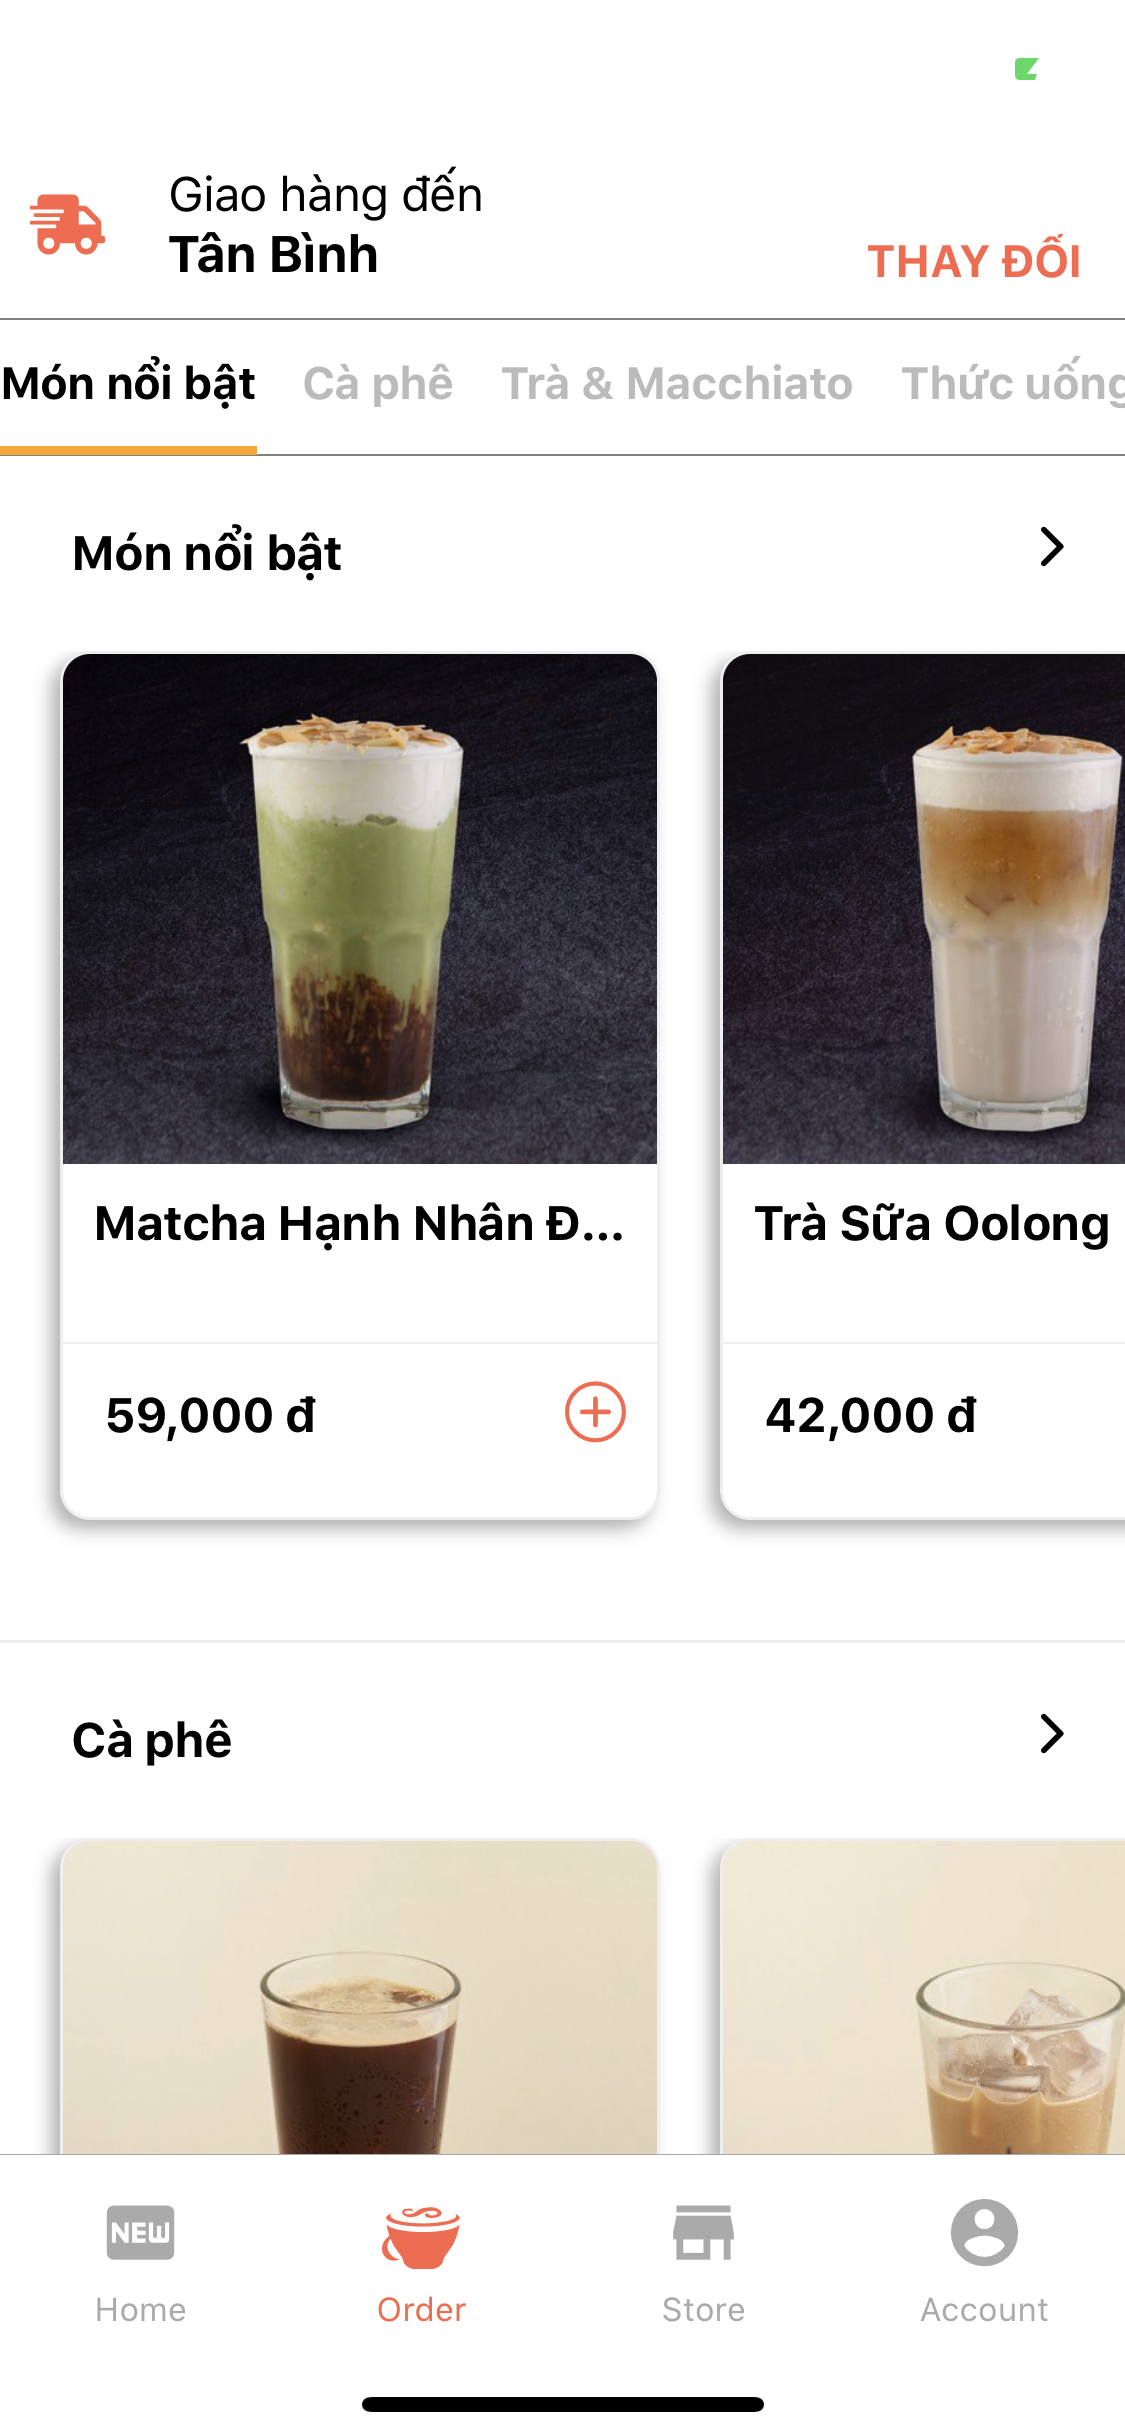 Giao hàng đến
Tân Bình
THAY ĐỔI
Món nổi bật Cà phê Trà & Macchiato Thức uống
Món nổi bật
Matcha Hạnh Nhân Đ... Trà Sữa Oolong
59,000 đ 42,000 đ
Cà phê
NEW
Home Order Store Account